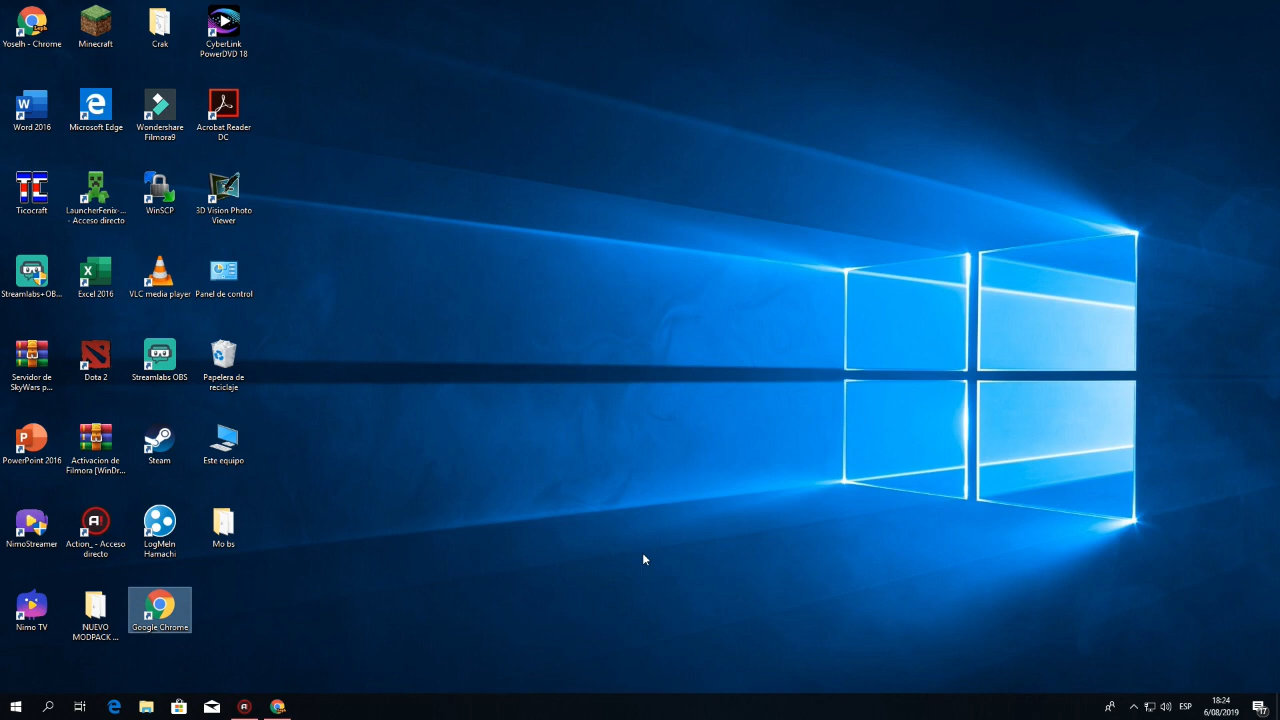 Yoselh - Chrome
Minecraft
Crak
CyberLink
PowerDVD 18
Word 2016
Microsoft Edge
Wondershare
Filmora9
Acrobat Reader
DC
TC
Ticocraft
LauncherFenix-...
- Acceso directo
WinSCP
3D Vision Photo
Viewer
Streamlabs+OB...
Excel 2016
VLC media player
Panel de control
Servidor de
SkyWars p...
Dota 2
Streamlabs OBS
Papelera de
reciclaje
PowerPoint 2016
Activacion de
Filmora [WinDr...
Steam
Este equipo
NimoStreamer
Action_ - Acceso
directo
LogMeIn
Hamachi
Mo bs
Nimo TV
NUEVO
MODPACK ...
Google Chrome
ESP
18:24
6/08/2019
17